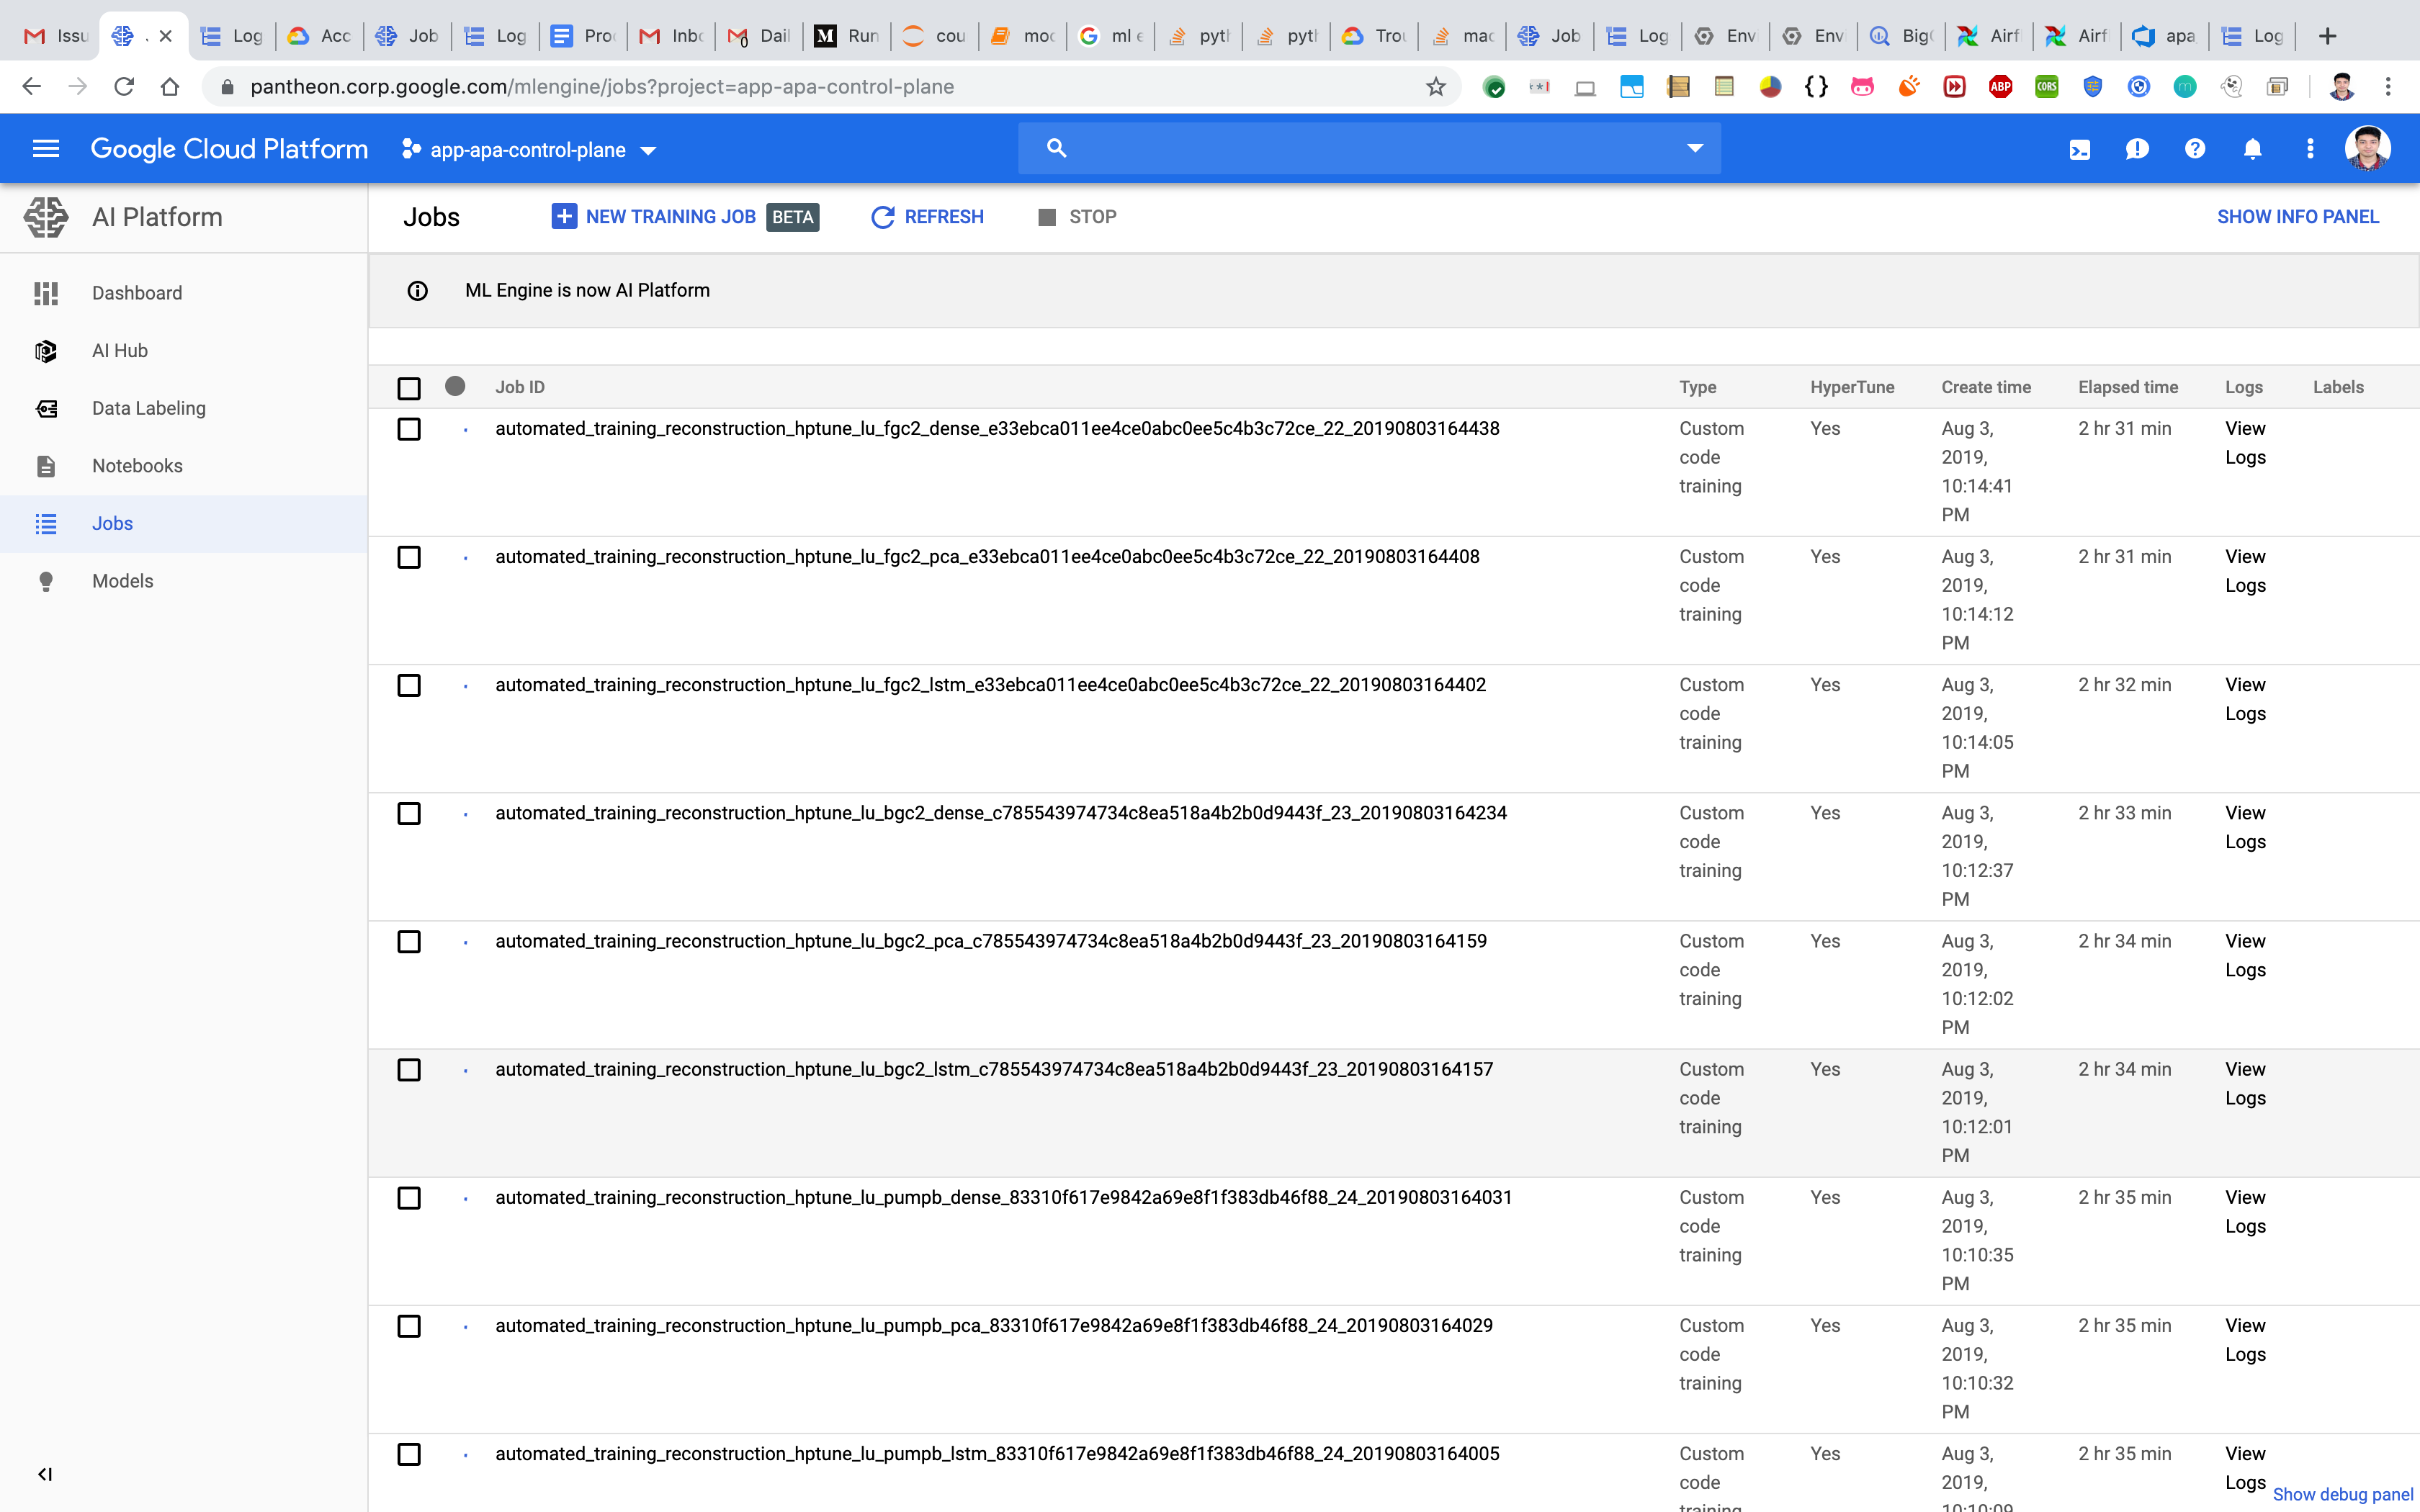 Issu
Log
Acc
Job
Log
Pro
Inbo
Dail
Run
cou
moc
ml e
pyth
pyth
Trou
mac
Job
Log
Env
Env
Big
Airf
Airf
apa
Log
pantheon.corp.google.com/mlengine/jobs?project=app-apa-control-plane
Google Cloud Platform
app-apa-control-plane
AI Platform
Jobs
NEW TRAINING JOB BETA
REFRESH
STOP
SHOW INFO PANEL
Dashboard
AI Hub
Data Labeling
Notebooks
Jobs
Models
ML Engine is now AI Platform
Job ID Type HyperTune Create time Elapsed time Logs Labels
automated_training_reconstruction_hptune_lu_fgc2_dense_e33ebca011ee4ce0abc0ee5c4b3c72ce_22_20190803164438 Custom Yes Aug 3, 2 hr 31 min View
code 2019, Logs
training 10:14:41
PM
automated_training_reconstruction_hptune_lu_fgc2_pca_e33ebca011ee4ce0abc0ee5c4b3c72ce_22_20190803164408 Custom Yes Aug 3, 2 hr 31 min View
code 2019, Logs
training 10:14:12
PM
automated_training_reconstruction_hptune_lu_fgc2_lstm_e33ebca011ee4ce0abc0ee5c4b3c72ce_22_20190803164402 Custom Yes Aug 3, 2 hr 32 min View
code 2019, Logs
training 10:14:05
PM
automated_training_reconstruction_hptune_lu_bgc2_dense_c785543974734c8ea518a4b2b0d9443f_23_20190803164234 Custom Yes Aug 3, 2 hr 33 min View
code 2019, Logs
training 10:12:37
PM
automated_training_reconstruction_hptune_lu_bgc2_pca_c785543974734c8ea518a4b2b0d9443f_23_20190803164159 Custom Yes Aug 3, 2 hr 34 min View
code 2019, Logs
training 10:12:02
PM
automated_training_reconstruction_hptune_lu_bgc2_lstm_c785543974734c8ea518a4b2b0d9443f_23_20190803164157 Custom Yes Aug 3, 2 hr 34 min View
code 2019, Logs
training 10:12:01
PM
automated_training_reconstruction_hptune_lu_pumpb_dense_83310f617e9842a69e8f1f383db46f88_24_20190803164031 Custom Yes Aug 3, 2 hr 35 min View
code 2019, Logs
training 10:10:35
PM
automated_training_reconstruction_hptune_lu_pumpb_pca_83310f617e9842a69e8f1f383db46f88_24_20190803164029 Custom Yes Aug 3, 2 hr 35 min View
code 2019, Logs
training 10:10:32
PM
automated_training_reconstruction_hptune_lu_pumpb_lstm_83310f617e9842a69e8f1f383db46f88_24_20190803164005 Custom Yes Aug 3, 2 hr 35 min View
code 2019, Logs
training 10:10:09
Show debug panel